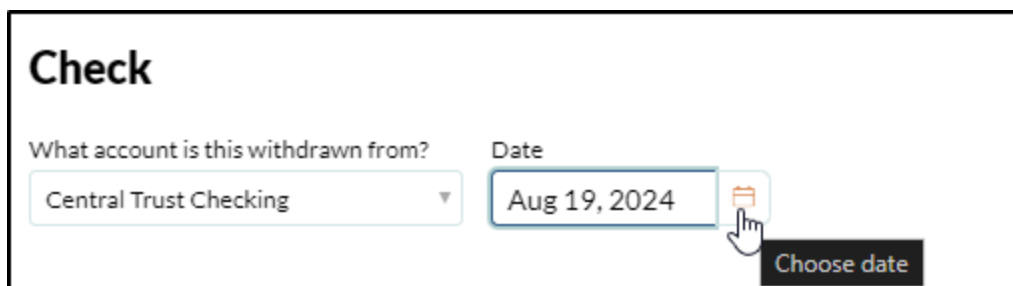 Check
What account is this withdrawn from?
Date
Central Trust Checking
Aug 19, 2024
Choose date